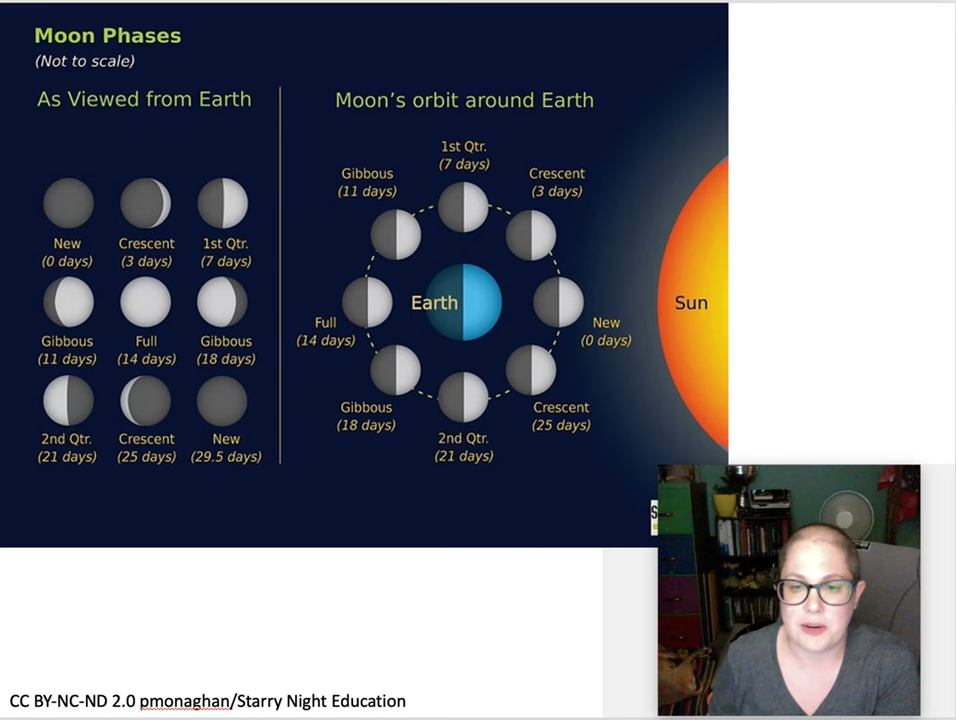 Moon Phases
(Not to scale)
As Viewed from Earth
New
(0 days)
Crescent
(3 days)
1st Qtr.
(7 days)
Gibbous
(11 days)
Full
(14 days)
Gibbous
(18 days)
2nd Qtr.
(21 days)
Crescent
(25 days)
New
(29.5 days)
Moon’s orbit around Earth
1st Qtr.
(7 days)
Gibbous
(11 days)
Crescent
(3 days)
Earth
Sun
Full
(14 days)
New
(0 days)
Gibbous
(18 days)
Crescent
(25 days)
2nd Qtr.
(21 days)
CC BY-NC-ND 2.0 pmonaghan/Starry Night Education